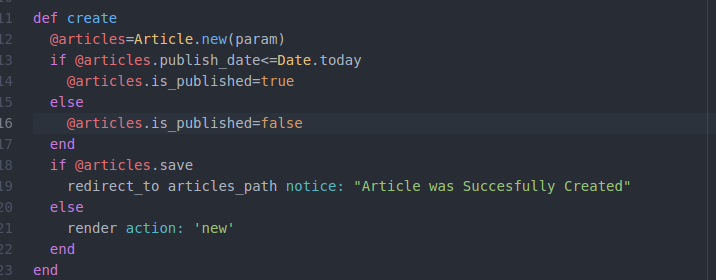 11 def create
12   @articles=Article.new(param)
13   if @articles.publish_date<=Date.today
14     @articles.is_published=true
15   else
16     @articles.is_published=false
17   end
18   if @articles.save
19     redirect_to articles_path notice: "Article was Succesfully Created"
20   else
21     render action: 'new'
22   end
23 end